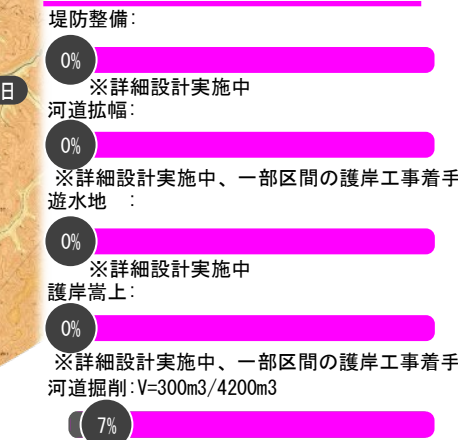 堤防整備:
0%
※詳細設計実施中
河道拡幅:
0%
※詳細設計実施中、一部区間の護岸工事着手
遊水地　:
0%
※詳細設計実施中
護岸嵩上:
0%
※詳細設計実施中、一部区間の護岸工事着手
河道掘削:V=300m3/4200m3
7%
日